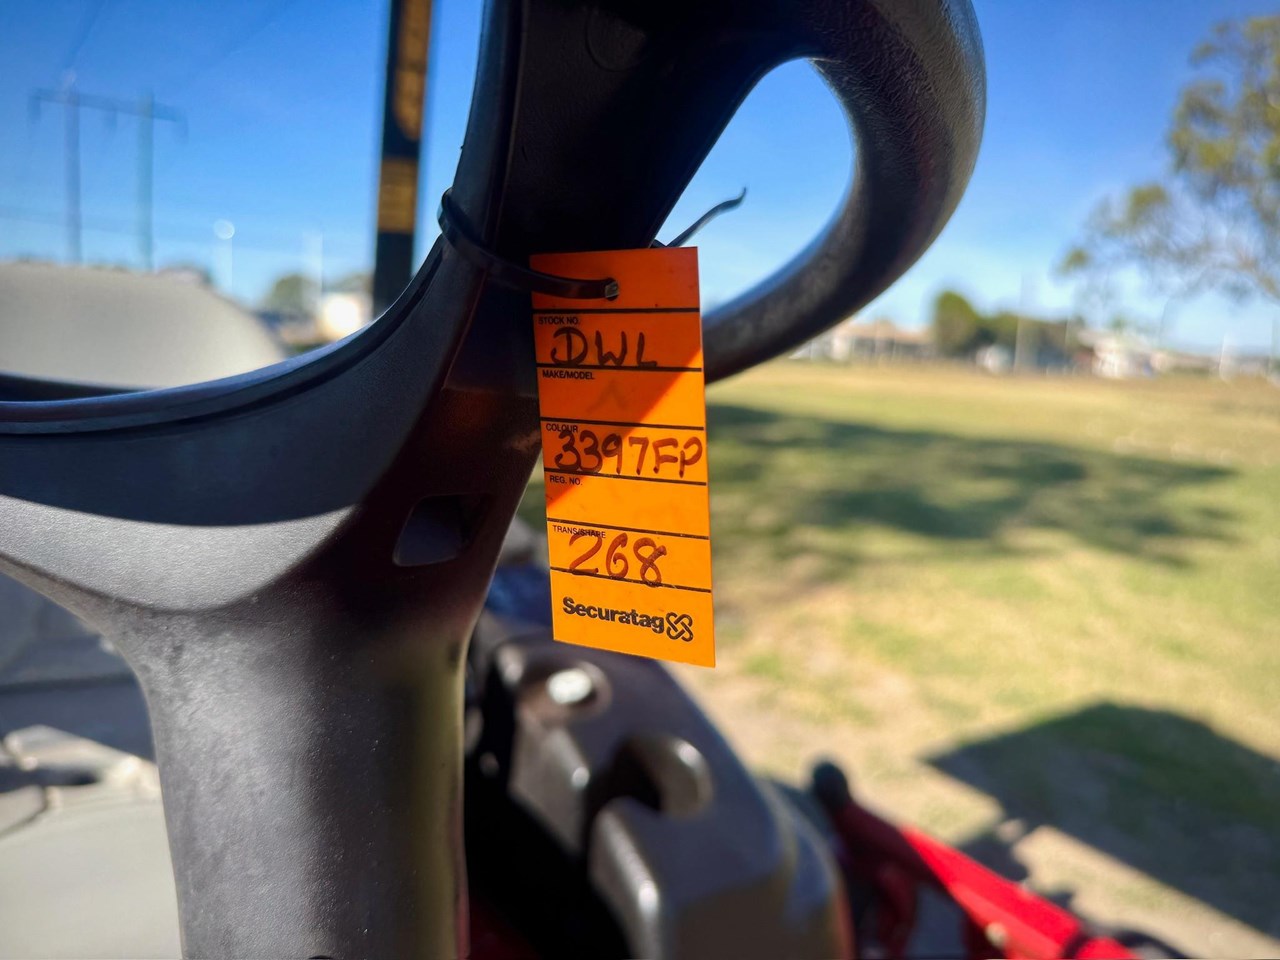 STOCK NO.
DWL
MAKE/MODEL
COLOUR
3397FP
REG. NO.
TRANS/SHARE
268
Securatag